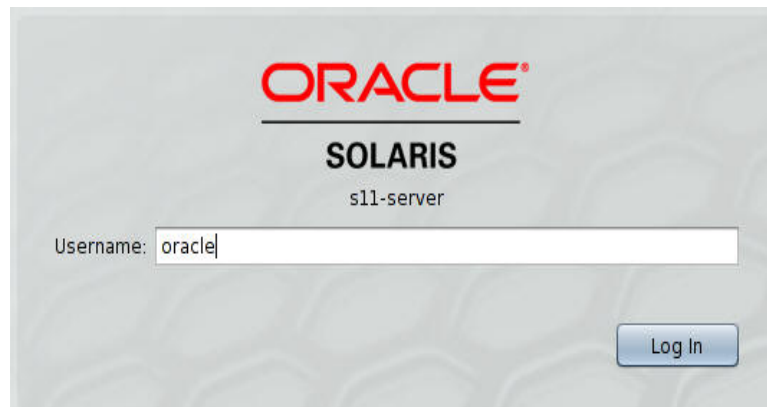 ORACLE®
SOLARIS
s11-server
Username: oracle
Log In